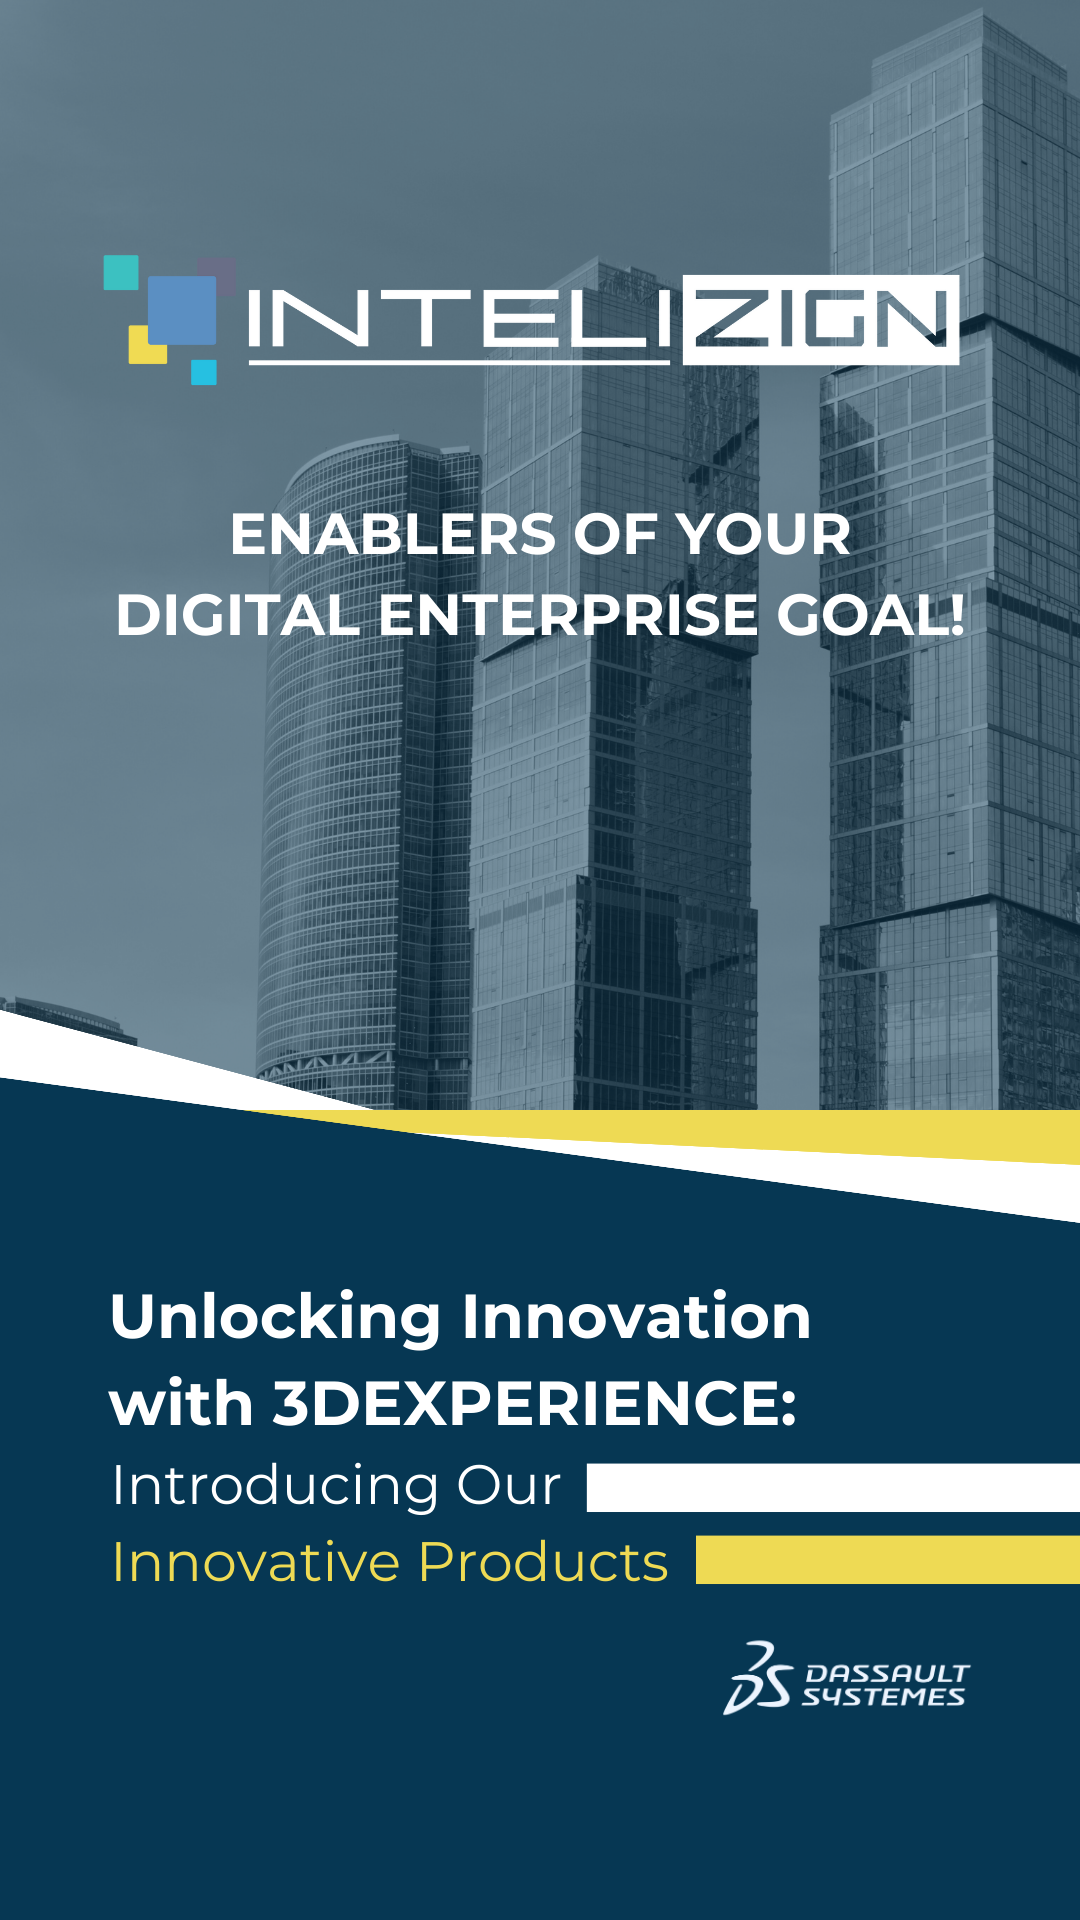 INTELIZIGN
ENABLERS OF YOUR
DIGITAL ENTERPRISE GOAL!
Unlocking Innovation
with 3DEXPERIENCE:
Introducing Our
Innovative Products
DASSAULT
SYSTEMES